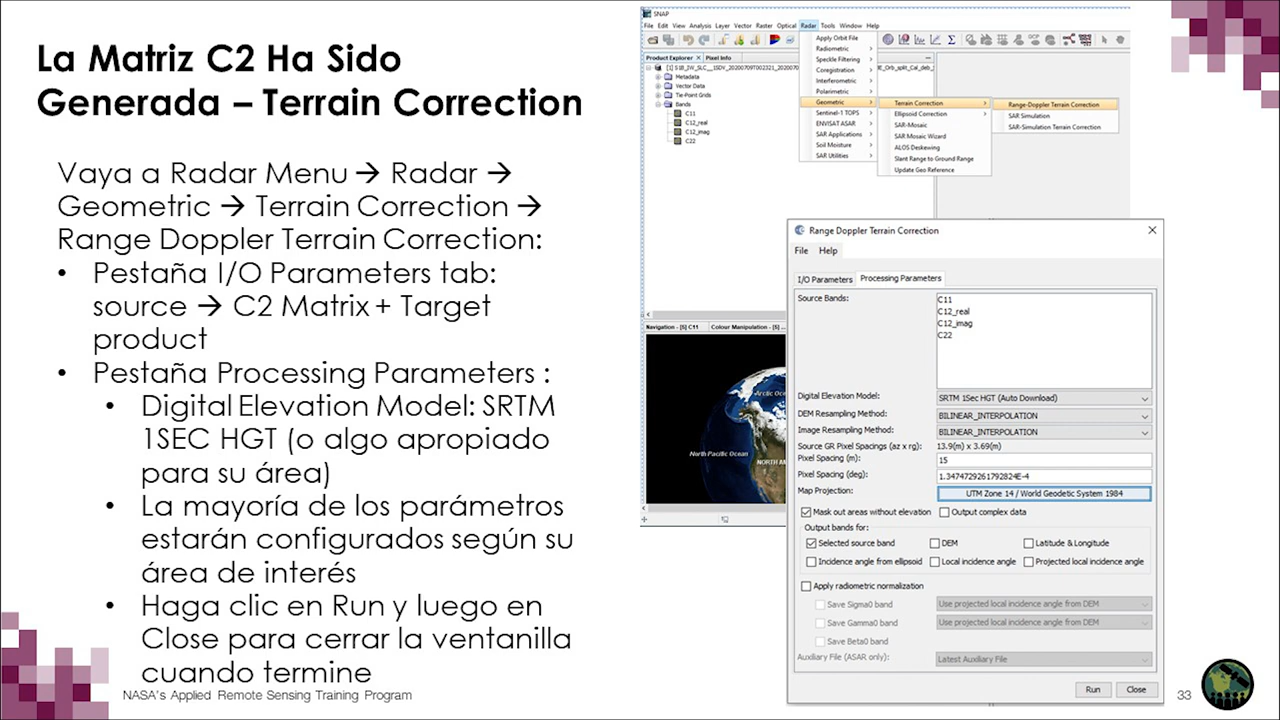 La Matriz C2 Ha Sido
Generada – Terrain Correction
Vaya a Radar Menu → Radar →
Geometric → Terrain Correction →
Range Doppler Terrain Correction:
• Pestaña I/O Parameters tab:
source → C2 Matrix + Target
product
• Pestaña Processing Parameters :
• Digital Elevation Model: SRTM
1SEC HGT (o algo apropiado
para su área)
• La mayoría de los parámetros
estarán configurados según su
área de interés
• Haga clic en Run y luego en
Close para cerrar la ventanilla
cuando termine
NASA's Applied Remote Sensing Training Program
33
SNAP
File Edit View Analysis Layer Vector Raster Optical Radar Tools Window Help
Product Explorer Pixel Info
[1] S1B_IW_SLC__1SDV_20200709T002321_2020070
E_Orb_split_Cal_deb_
Metadata
Vector Data
Tie-Point Grids
Bands
C11
C12_real
C12_imag
C22
Apply Orbit File
Radiometric
Speckle Filtering
Coregistration
Interferometric
Polarimetric
Geometric
Sentinel-1 TOPS
ENVISAT ASAR
SAR Applications
Soil Moisture
SAR Utilities
Terrain Correction
Ellipsoid Correction
SAR-Mosaic
SAR Mosaic Wizard
ALOS Deskewing
Slant Range to Ground Range
Update Geo Reference
Range-Doppler Terrain Correction
SAR Simulation
SAR-Simulation Terrain Correction
Navigation - [5] C11 Colour Manipulation - [5] ...
Arctic Oce
North Pacific Ocean
NORTH
Range Doppler Terrain Correction
File Help
I/O Parameters Processing Parameters
Source Bands:
C11
C12_real
C12_imag
C22
Digital Elevation Model: SRTM 1Sec HGT (Auto Download)
DEM Resampling Method: BILINEAR_INTERPOLATION
Image Resampling Method: BILINEAR_INTERPOLATION
Source GR Pixel Spacings (az x rg): 13.9(m) x 3.69(m)
Pixel Spacing (m): 15
Pixel Spacing (deg): 1.3474729261792824E-4
Map Projection: UTM Zone 14 / World Geodetic System 1984
Mask out areas without elevation Output complex data
Output bands for:
Selected source band DEM Latitude & Longitude
Incidence angle from ellipsoid Local incidence angle Projected local incidence angle
Apply radiometric normalization
Save Sigma0 band Use projected local incidence angle from DEM
Save Gamma0 band Use projected local incidence angle from DEM
Save Beta0 band
Auxiliary File (ASAR only): Latest Auxiliary File
Run Close